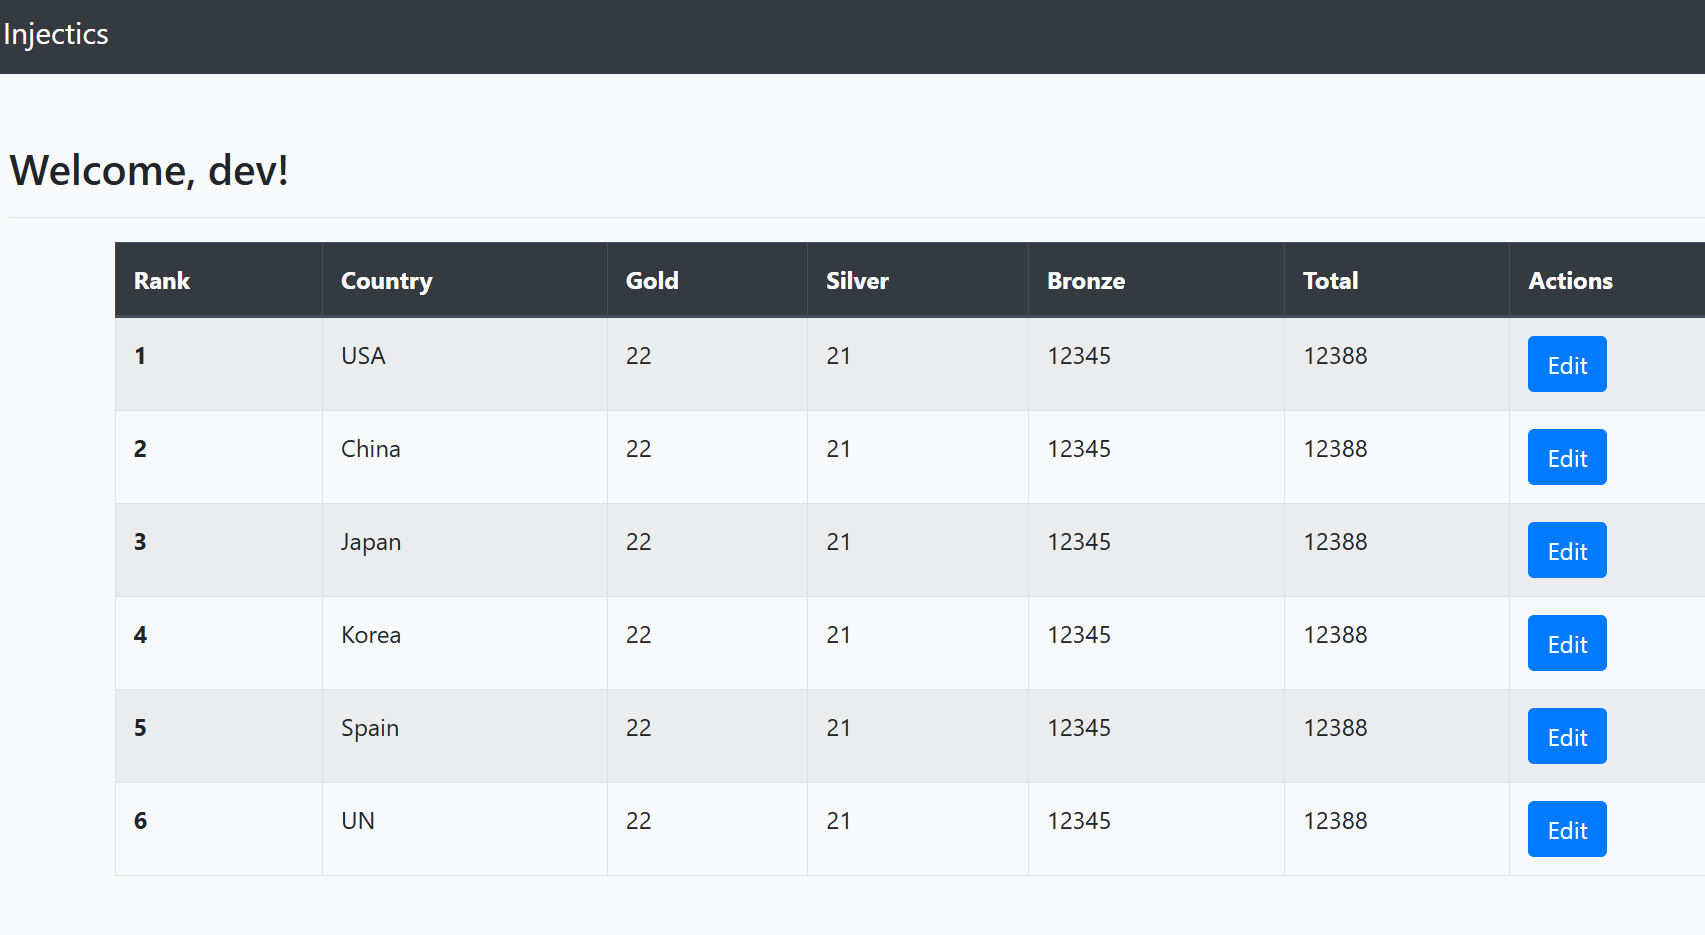 Injectics
Welcome, dev!
Rank Country Gold Silver Bronze Total Actions
1 USA 22 21 12345 12388 Edit
2 China 22 21 12345 12388 Edit
3 Japan 22 21 12345 12388 Edit
4 Korea 22 21 12345 12388 Edit
5 Spain 22 21 12345 12388 Edit
6 UN 22 21 12345 12388 Edit